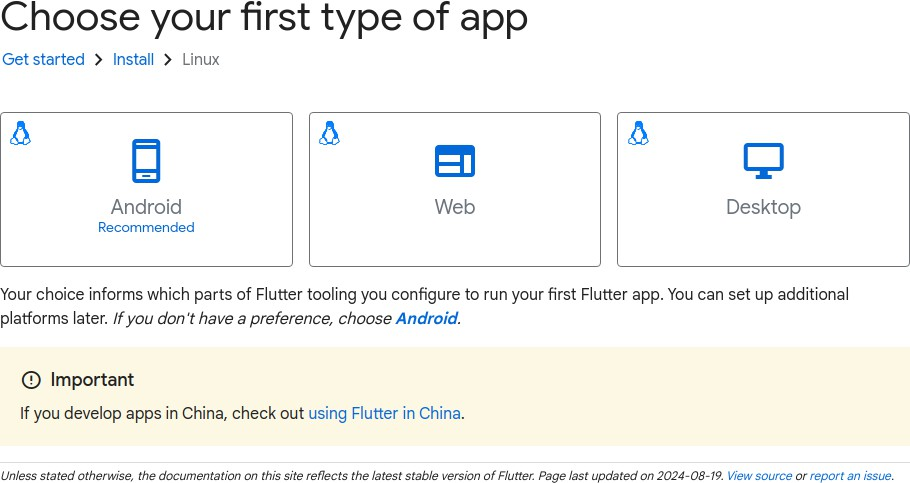 Choose your first type of app
Get started > Install > Linux
Android
Recommended
Web
Desktop
Your choice informs which parts of Flutter tooling you configure to run your first Flutter app. You can set up additional
platforms later. If you don't have a preference, choose Android.
Important
If you develop apps in China, check out using Flutter in China.
Unless stated otherwise, the documentation on this site reflects the latest stable version of Flutter. Page last updated on 2024-08-19. View source or report an issue.